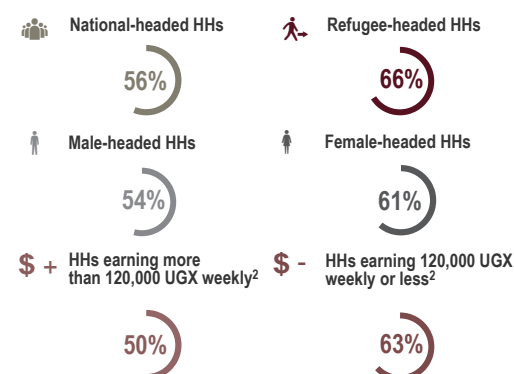 National-headed HHs
Refugee-headed HHs
56%
66%
Male-headed HHs
Female-headed HHs
54%
61%
$ + HHs earning more
than 120,000 UGX weekly²
$ - HHs earning 120,000 UGX
weekly or less²
50%
63%